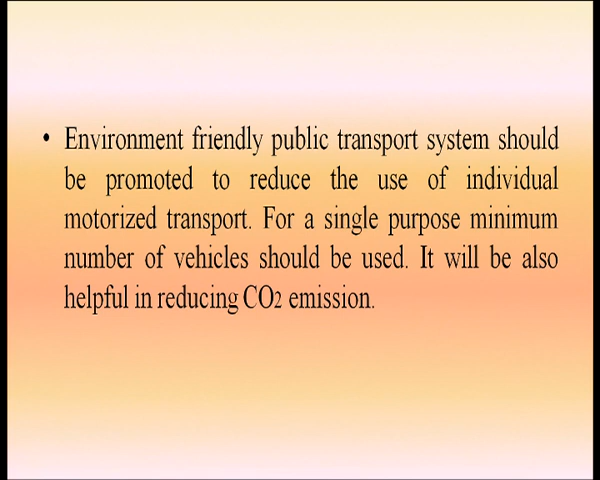 • Environment friendly public transport system should
be promoted to reduce the use of individual
motorized transport. For a single purpose minimum
number of vehicles should be used. It will be also
helpful in reducing CO2 emission.